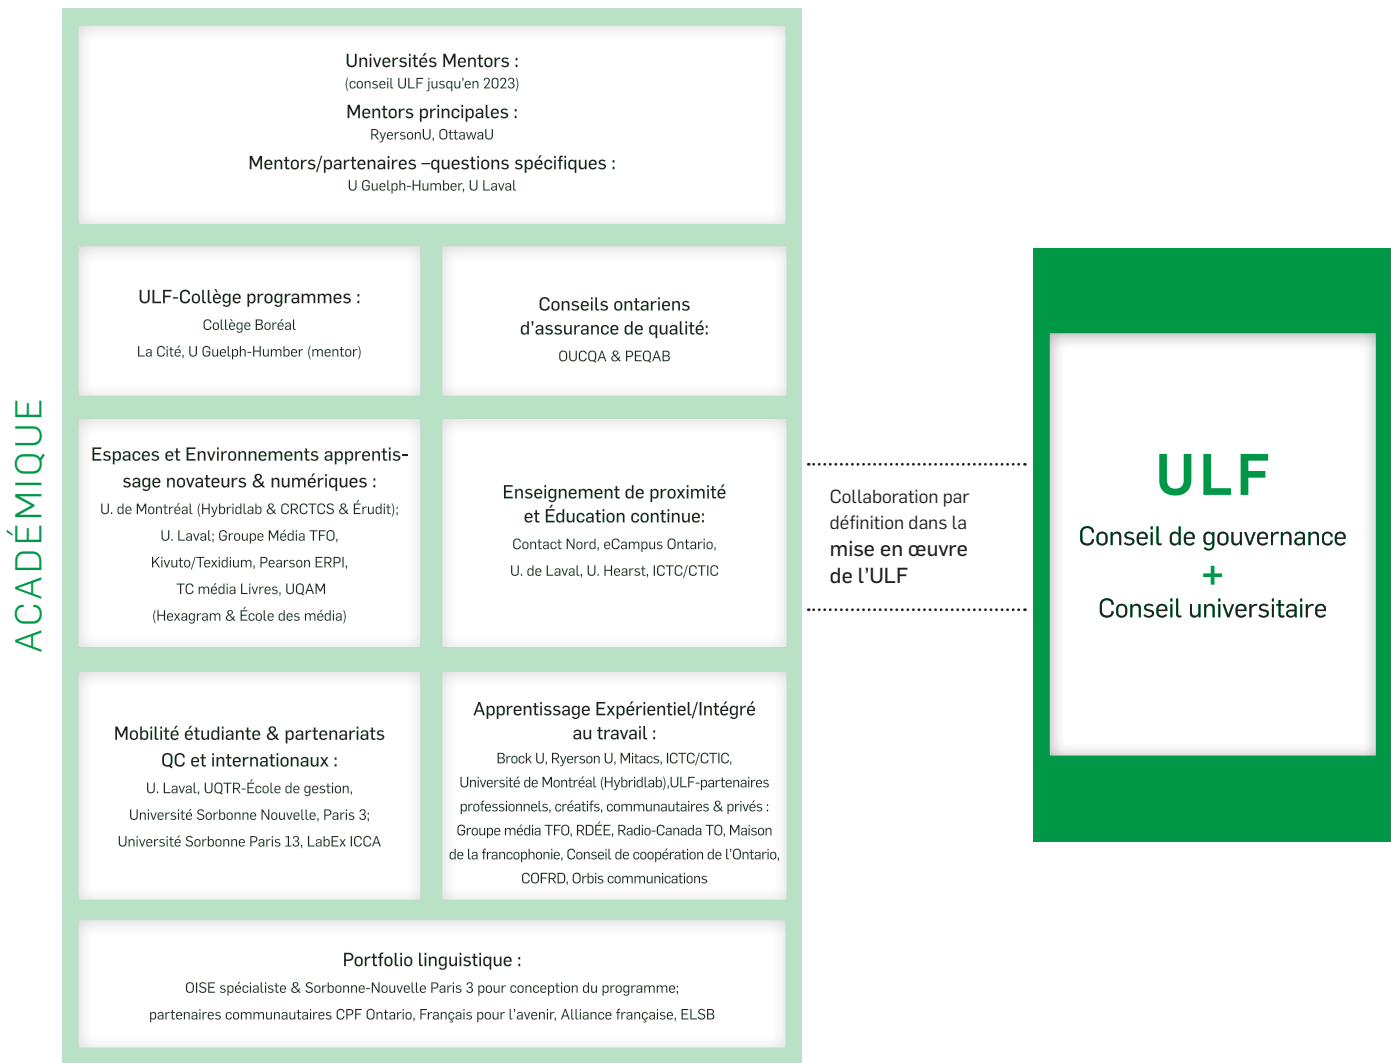 ACADÉMIQUE
Universités Mentors :
(conseil ULF jusqu'en 2023)
Mentors principales :
RyersonU, OttawaU
Mentors/partenaires –questions spécifiques :
U Guelph-Humber, U Laval
ULF-Collège programmes :
Collège Boréal
La Cité, U Guelph-Humber (mentor)
Conseils ontariens
d'assurance de qualité:
OUCQA & PEQAB
Espaces et Environnements apprentis-
sage novateurs & numériques :
U. de Montréal (Hybridlab & CRCTCS & Érudit);
U. Laval; Groupe Média TFO,
Kivuto/Texidium, Pearson ERPI,
TC média Livres, UQAM
(Hexagram & École des média)
Enseignement de proximité
et Éducation continue:
Contact Nord, eCampus Ontario,
U. de Laval, U. Hearst, ICTC/CTIC
Mobilité étudiante & partenariats
QC et internationaux :
U. Laval, UQTR-École de gestion,
Université Sorbonne Nouvelle, Paris 3;
Université Sorbonne Paris 13, LabEx ICCA
Apprentissage Expérientiel/Intégré
au travail :
Brock U, Ryerson U, Mitacs, ICTC/CTIC,
Université de Montréal (Hybridlab),ULF-partenaires
professionnels, créatifs, communautaires & privés :
Groupe média TFO, RDÉE, Radio-Canada TO, Maison
de la francophonie, Conseil de coopération de l'Ontario,
COFRD, Orbis communications
Portfolio linguistique :
OISE spécialiste & Sorbonne-Nouvelle Paris 3 pour conception du programme;
partenaires communautaires CPF Ontario, Français pour l'avenir, Alliance française, ELSB
Collaboration par
définition dans la
mise en œuvre
de l'ULF
ULF
Conseil de gouvernance
+
Conseil universitaire